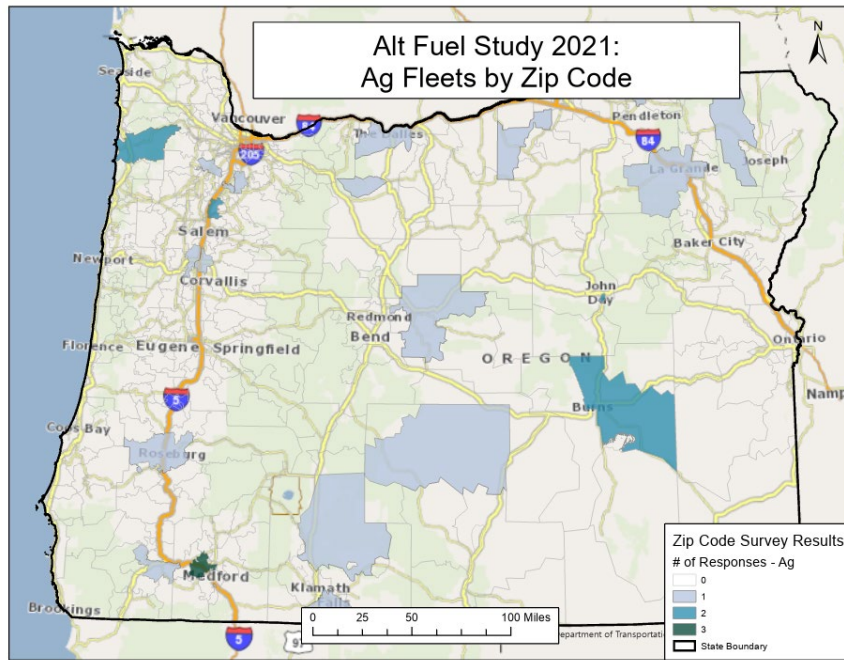 Alt Fuel Study 2021:
Ag Fleets by Zip Code
N
Seaside
Vancouver
84
The Dalles
Pendleton
205
84
La Grande
Joseph
Salem
Baker City
Newport
Corvallis
John
Day
Redmond
Bend
Florence
Eugene
Springfield
OREGON
Ontario
5
Burns
Namp
Coos Bay
Roseburg
Medford
Klamath
Falls
Brookings
5
97
0 25 50 100 Miles
Department of Transportatio
Zip Code Survey Results
# of Responses - Ag
0
1
2
3
State Boundary